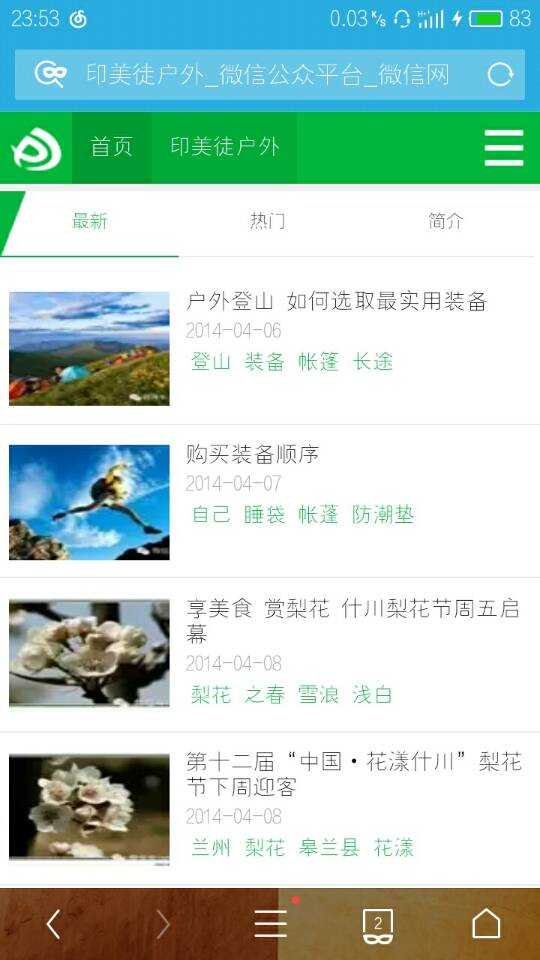 23:53
0.03 K/s
83
印美徒户外_微信公众平台_微信网
首页 印美徒户外
最新 热门 简介
户外登山 如何选取最实用装备
2014-04-06
登山 装备 帐篷 长途
购买装备顺序
2014-04-07
自己 睡袋 帐蓬 防潮垫
享美食 赏梨花 什川梨花节周五启
幕
2014-04-08
梨花 之春 雪浪 浅白
第十二届“中国·花漾什川”梨花
节下周迎客
2014-04-08
兰州 梨花 皋兰县 花漾
2